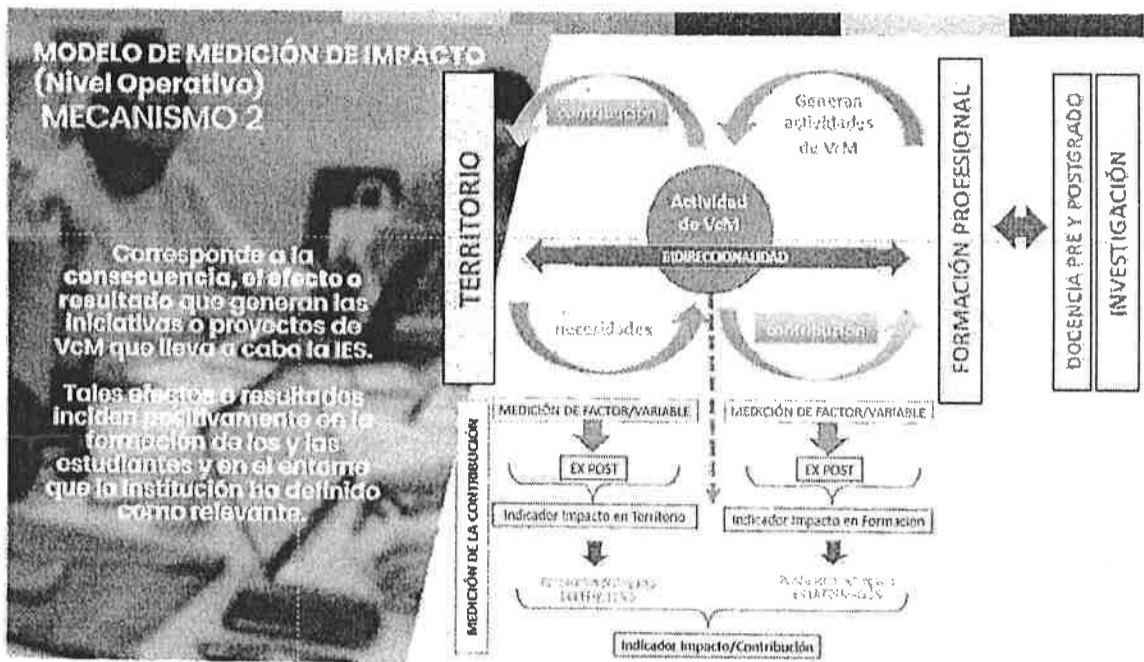 MODELO DE MEDICIÓN DE IMPACTO
(Nivel Operativo)
MECANISMO 2
Corresponde a la
consecuencia, el efecto o
resultado que generan las
iniciativas o proyectos de
VcM que lleva a cabo la IES.
Tales efectos o resultados
inciden positivamente en la
formación de los y las
estudiantes y en el entorno
que la institución ha definido
como relevante.
TERRITORIO
contribución
Generan
actividades
de VcM
Actividad
de VcM
BIDIRECCIONALIDAD
necesidades
contribución
FORMACIÓN PROFESIONAL
DOCENCIA PRE Y POSTGRADO
INVESTIGACIÓN
MEDICIÓN DE LA CONTRIBUCIÓN
MEDICIÓN DE FACTOR/VARIABLE
MEDICIÓN DE FACTOR/VARIABLE
EX POST
EX POST
Indicador Impacto en Territorio
Indicador Impacto en Formación
Indicador Impacto/Contribución